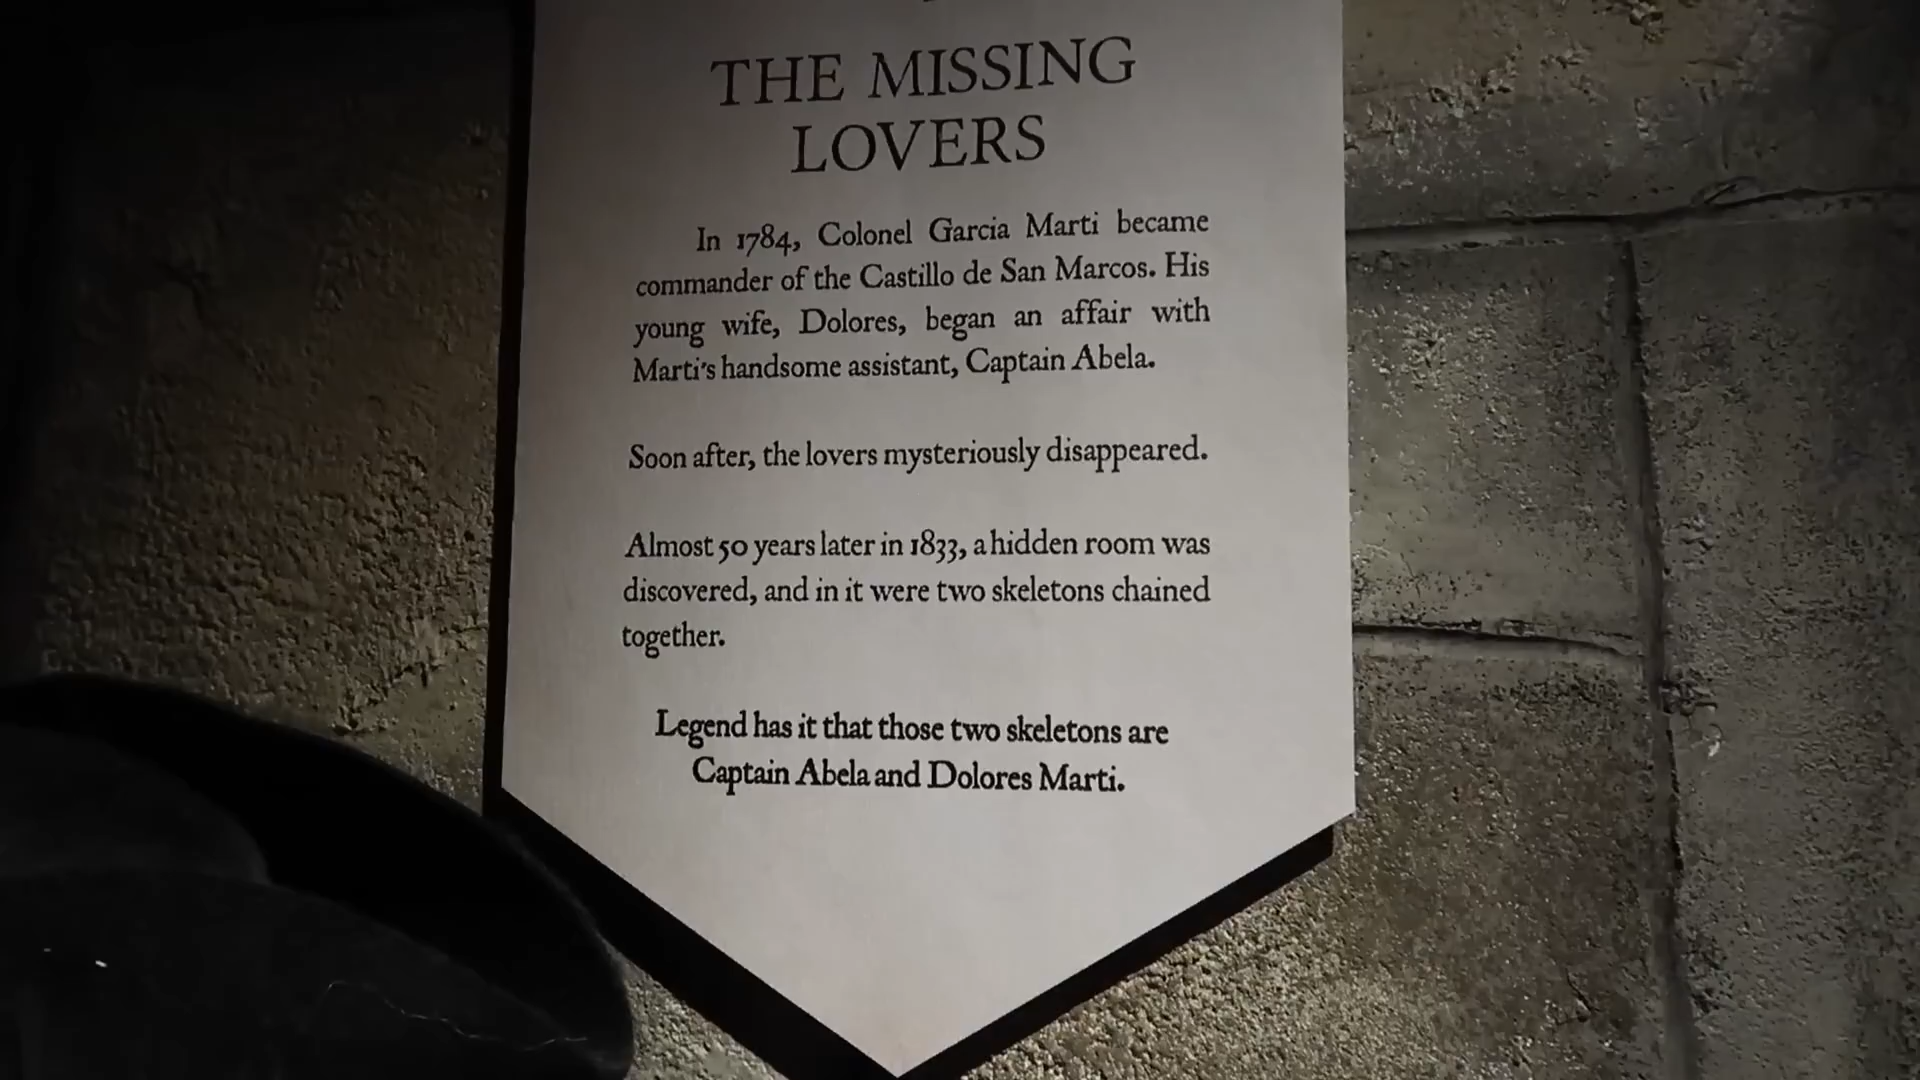 THE MISSING
LOVERS
In 1784, Colonel Garcia Marti became
commander of the Castillo de San Marcos. His
young wife, Dolores, began an affair with
Marti's handsome assistant, Captain Abela.
Soon after, the lovers mysteriously disappeared.
Almost 50 years later in 1833, a hidden room was
discovered, and in it were two skeletons chained
together.
Legend has it that those two skeletons are
Captain Abela and Dolores Marti.